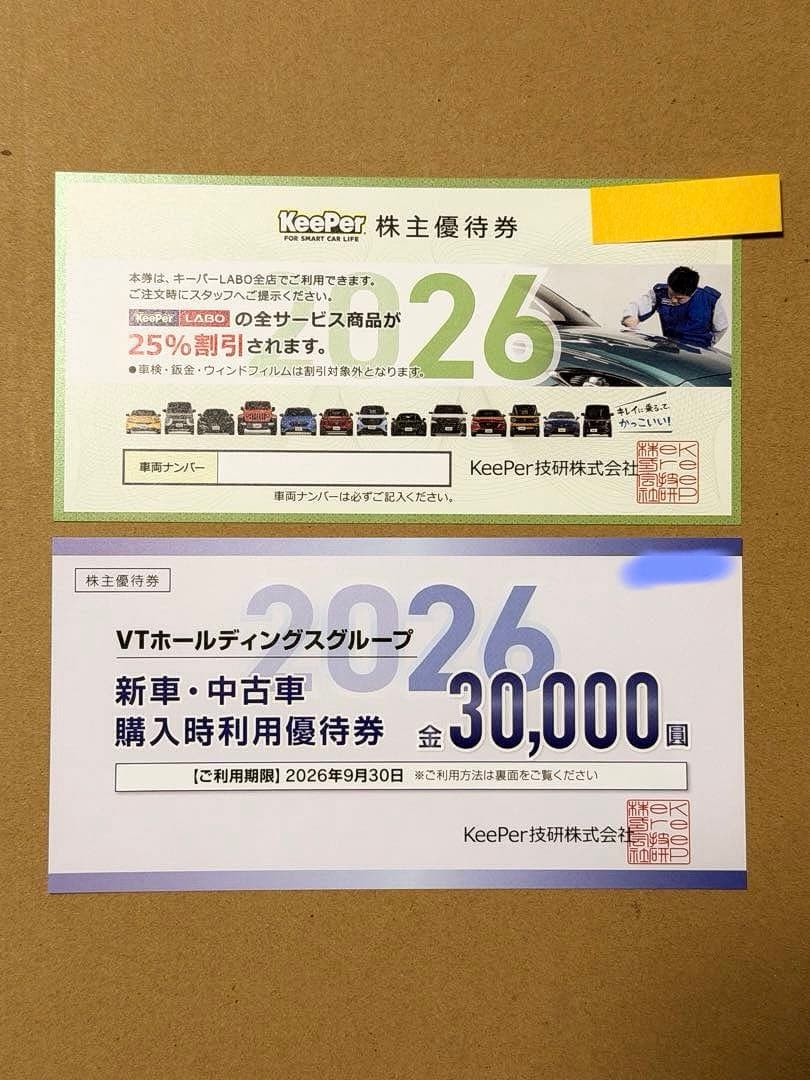 KeePer 株主優待券
FOR SMART CAR LIFE
2026
本券は、キーパーLABO全店でご利用できます。
ご注文時にスタッフへご提示ください。
KeePer LABO の全サービス商品が
25%割引されます。
●車検・鈑金・ウィンドフィルムは割引対象外となります。
キレイに乗るって、
かっこいい!
車両ナンバー
KeePer技研株式会社
車両ナンバーは必ずご記入ください。
株主優待券
2026
VTホールディングスグループ
新車・中古車
購入時利用優待券 金30,000圓
【ご利用期限】2026年9月30日 ※ご利用方法は裏面をご覧ください
KeePer技研株式会社